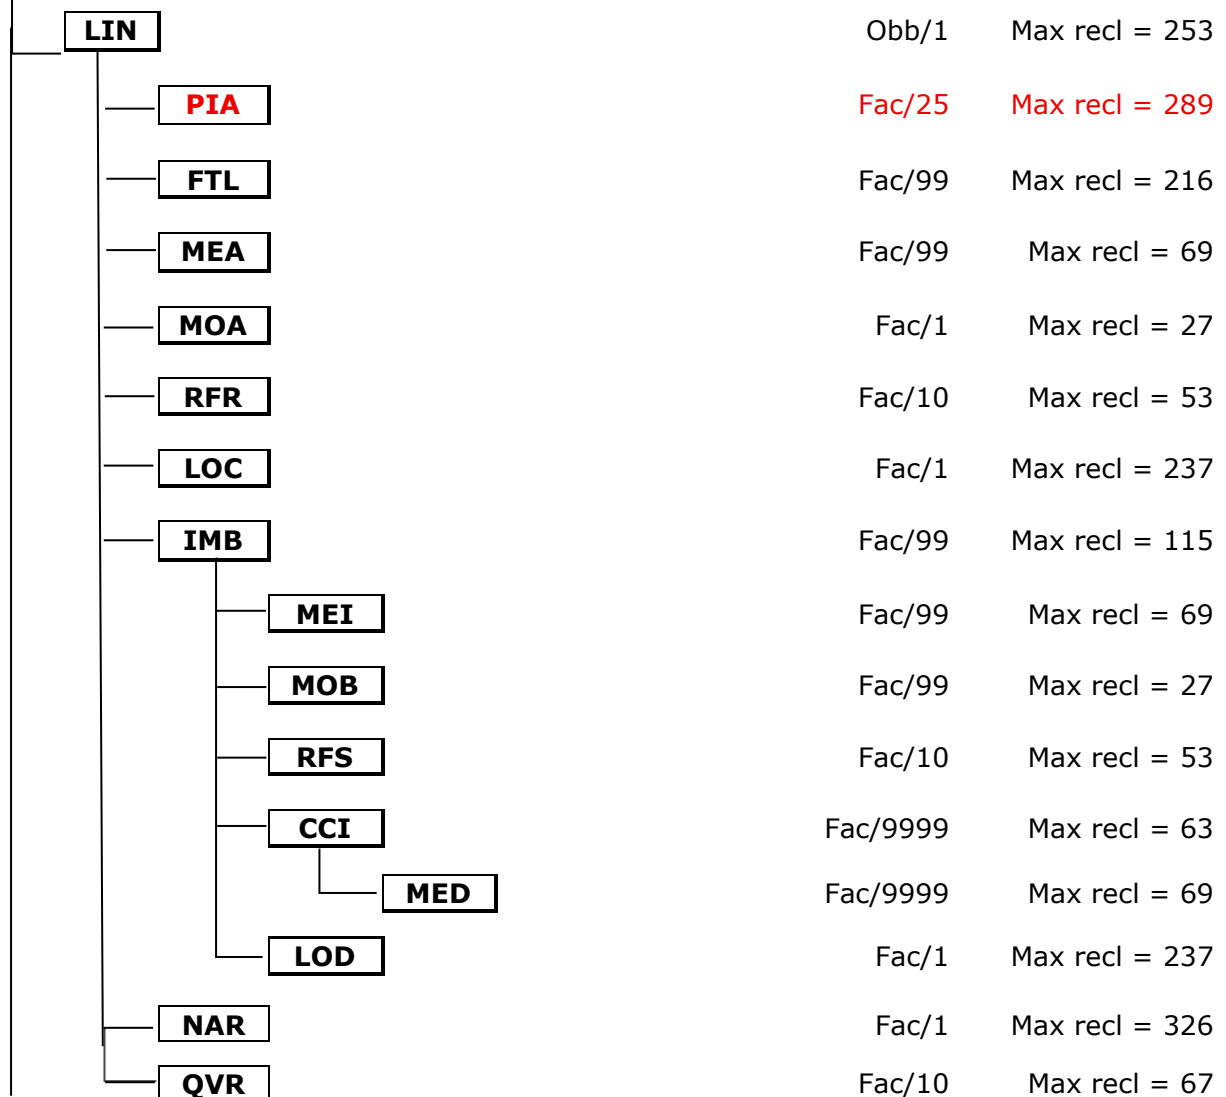 LIN Obb/1 Max recl = 253
PIA Fac/25 Max recl = 289
FTL Fac/99 Max recl = 216
MEA Fac/99 Max recl = 69
MOA Fac/1 Max recl = 27
RFR Fac/10 Max recl = 53
LOC Fac/1 Max recl = 237
IMB Fac/99 Max recl = 115
MEI Fac/99 Max recl = 69
MOB Fac/99 Max recl = 27
RFS Fac/10 Max recl = 53
CCI Fac/9999 Max recl = 63
MED Fac/9999 Max recl = 69
LOD Fac/1 Max recl = 237
NAR Fac/1 Max recl = 326
QVR Fac/10 Max recl = 67